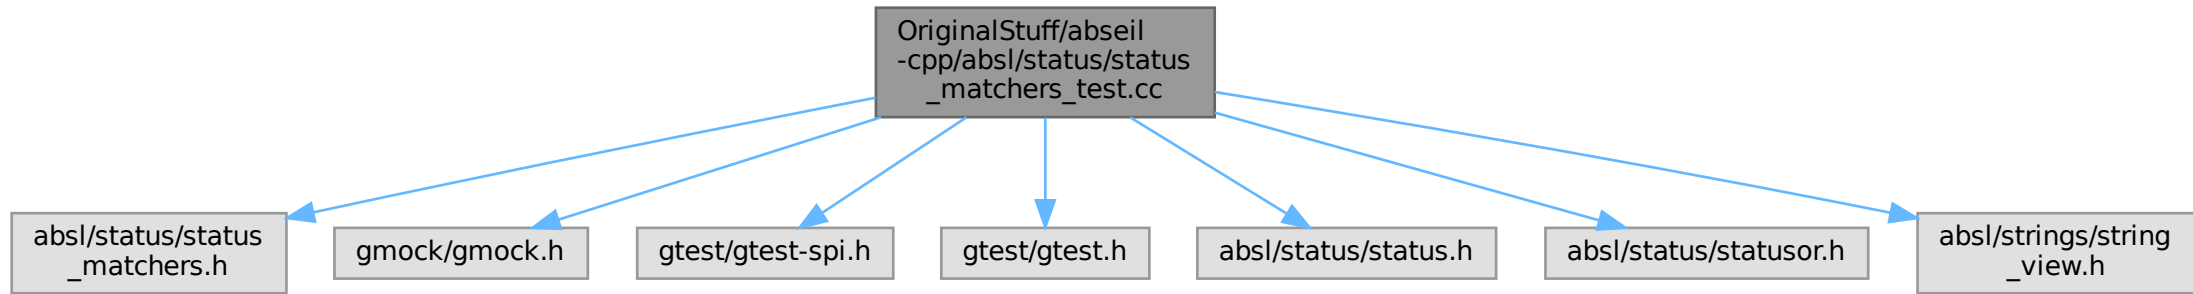 OriginalStuff/abseil
-cpp/absl/status/status
_matchers_test.cc
absl/status/status
_matchers.h
gmock/gmock.h
gtest/gtest-spi.h
gtest/gtest.h
absl/status/status.h
absl/status/statusor.h
absl/strings/string
_view.h